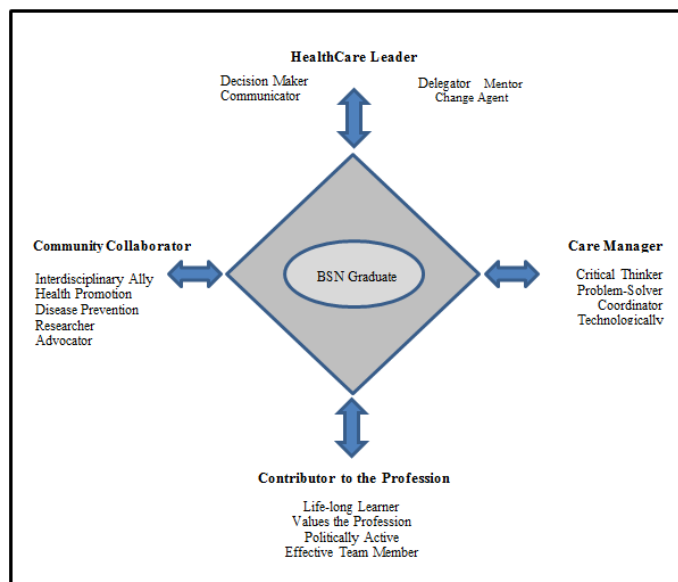 HealthCare Leader
Decision Maker
Communicator
Delegator Mentor
Change Agent
Community Collaborator
Interdisciplinary Ally
Health Promotion
Disease Prevention
Researcher
Advocator
BSN Graduate
Care Manager
Critical Thinker
Problem-Solver
Coordinator
Technologically
Contributor to the Profession
Life-long Learner
Values the Profession
Politically Active
Effective Team Member